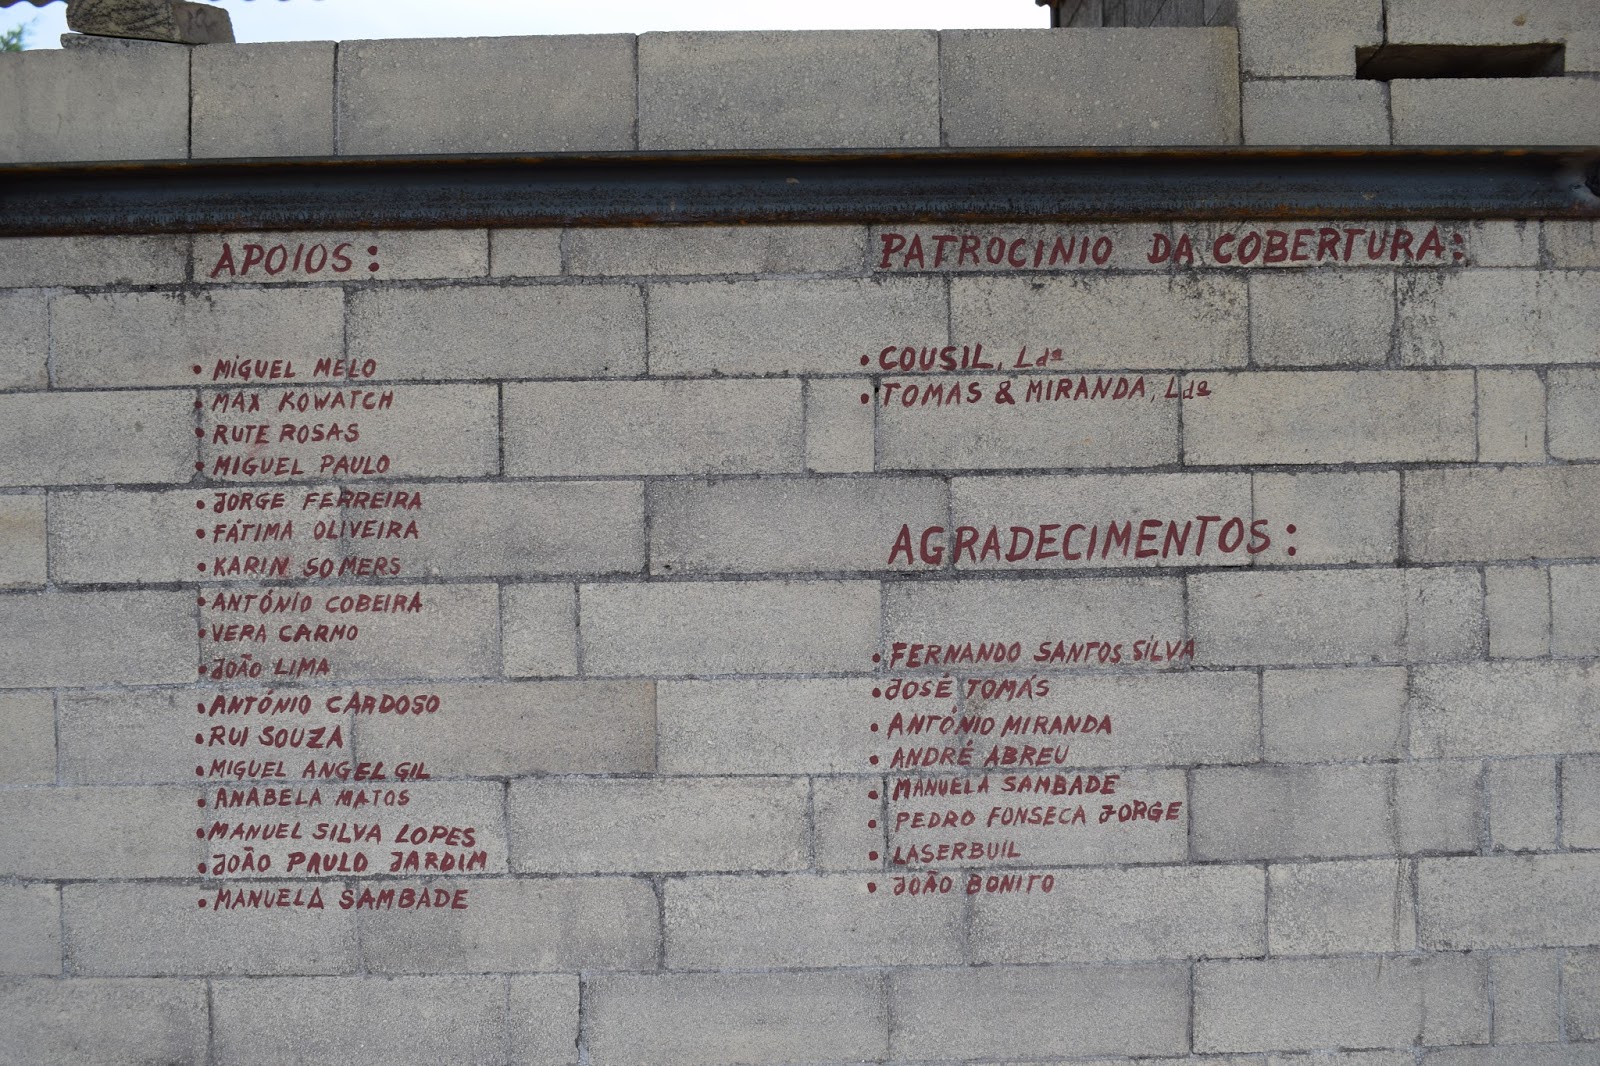 APOIOS:
• MIGUEL MELO
• MAX KOWATCH
• RUTE ROSAS
• MIGUEL PAULO
• JORGE FERREIRA
• FÁTIMA OLIVEIRA
• KARIN SOMERS
• ANTÓNIO COBEIRA
• VERA CARMO
• JOÃO LIMA
• ANTÓNIO CARDOSO
• RUI SOUZA
• MIGUEL ANGEL GIL
• ANABELA MATOS
• MANUEL SILVA LOPES
• JOÃO PAULO JARDIM
• MANUELA SAMBADE
PATROCINIO DA COBERTURA:
• COUSIL, Ldª
• TOMAS & MIRANDA, Ldª
AGRADECIMENTOS:
• FERNANDO SANTOS SILVA
• JOSÉ TOMÁS
• ANTÓNIO MIRANDA
• ANDRÉ ABREU
• MANUELA SAMBADE
• PEDRO FONSECA JORGE
• LASERBUIL
• JOÃO BONITO